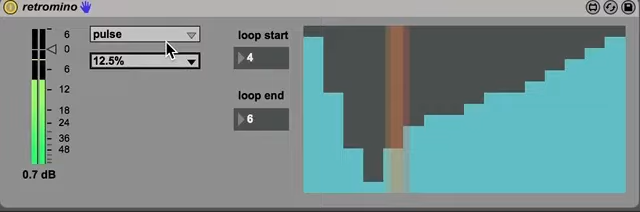 retromino
6
0
6
12
18
24
36
48
0.7 dB
pulse
12.5%
loop start
4
loop end
6